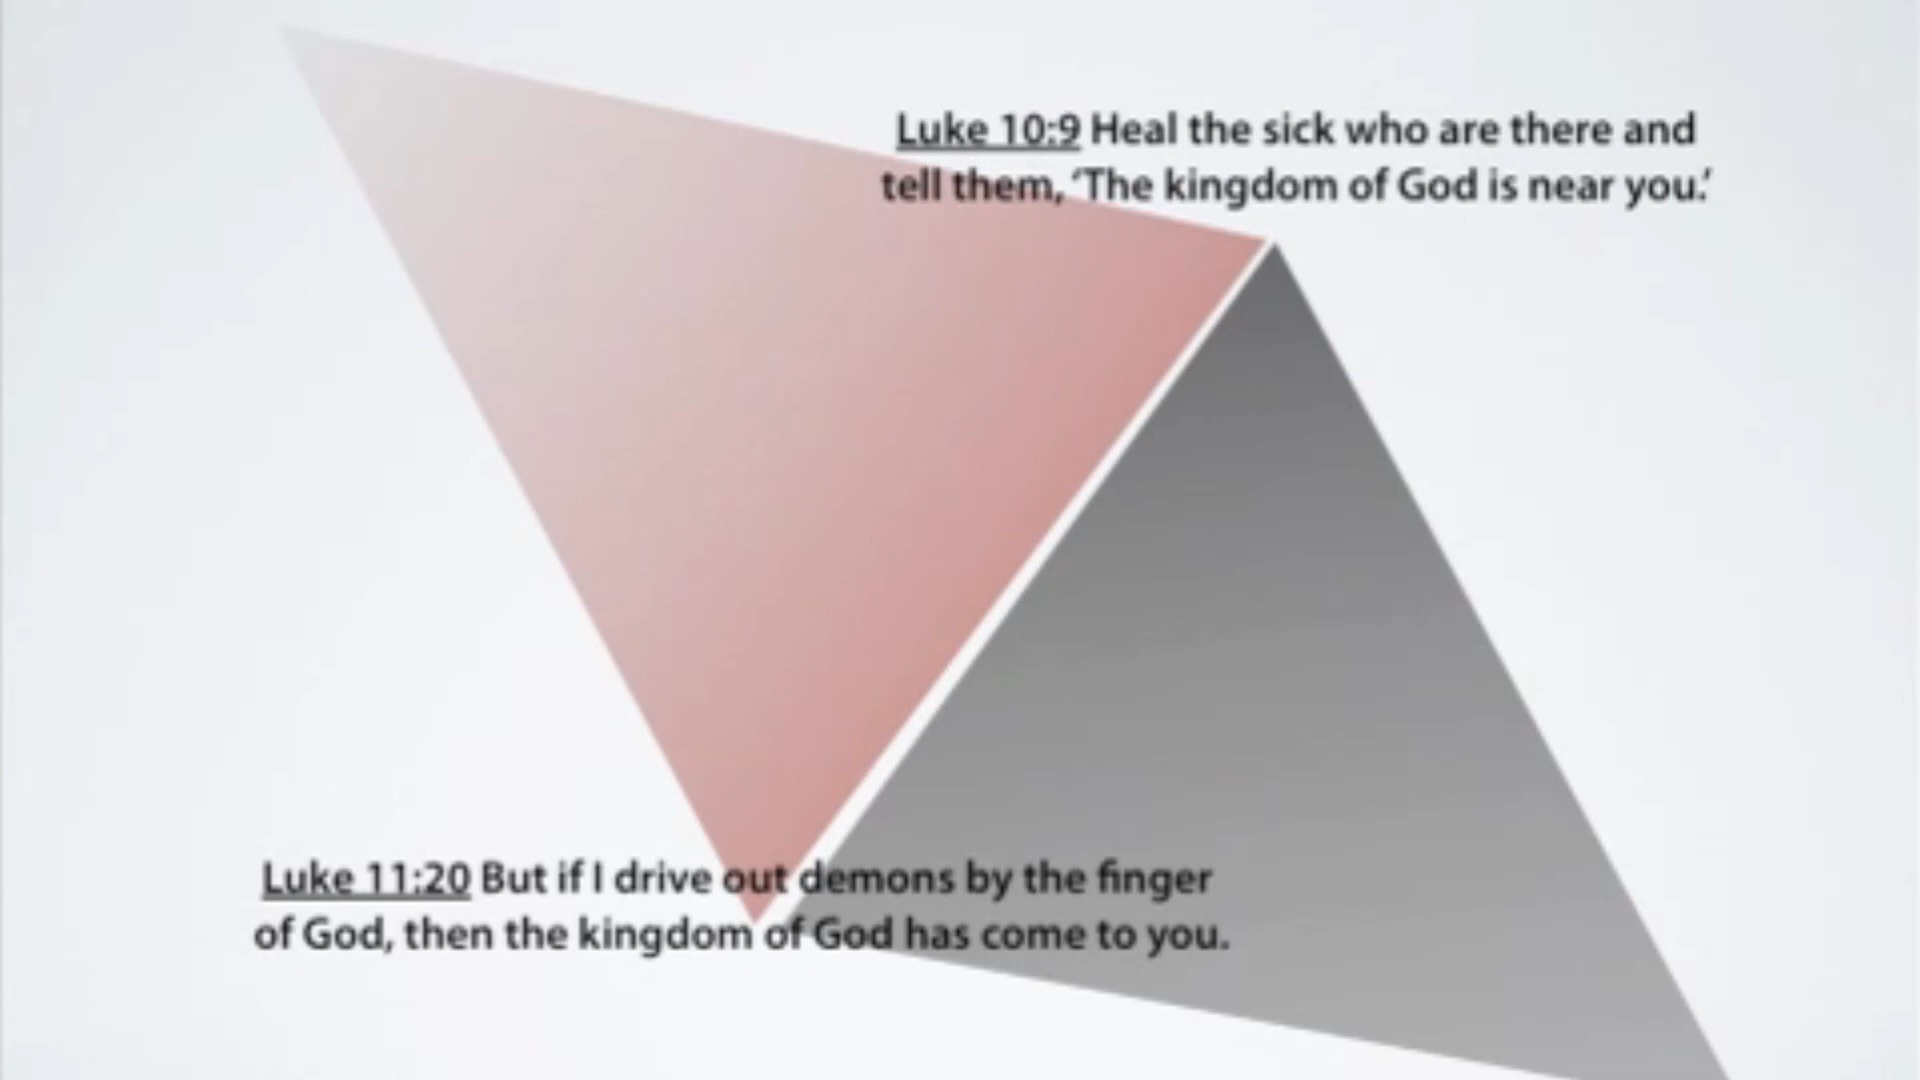 Luke 10:9 Heal the sick who are there and
tell them, ‘The kingdom of God is near you.’
Luke 11:20 But if I drive out demons by the finger
of God, then the kingdom of God has come to you.